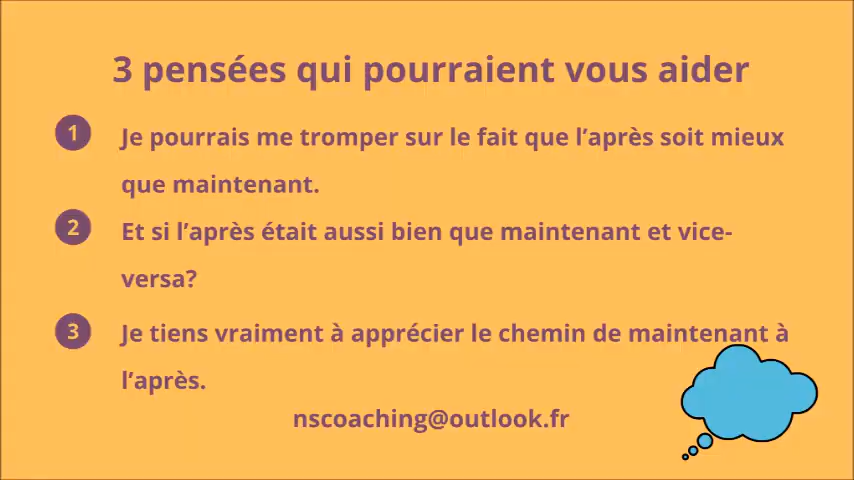 3 pensées qui pourraient vous aider
1 Je pourrais me tromper sur le fait que l’après soit mieux
que maintenant.
2 Et si l’après était aussi bien que maintenant et vice-
versa?
3 Je tiens vraiment à apprécier le chemin de maintenant à
l’après.
nscoaching@outlook.fr